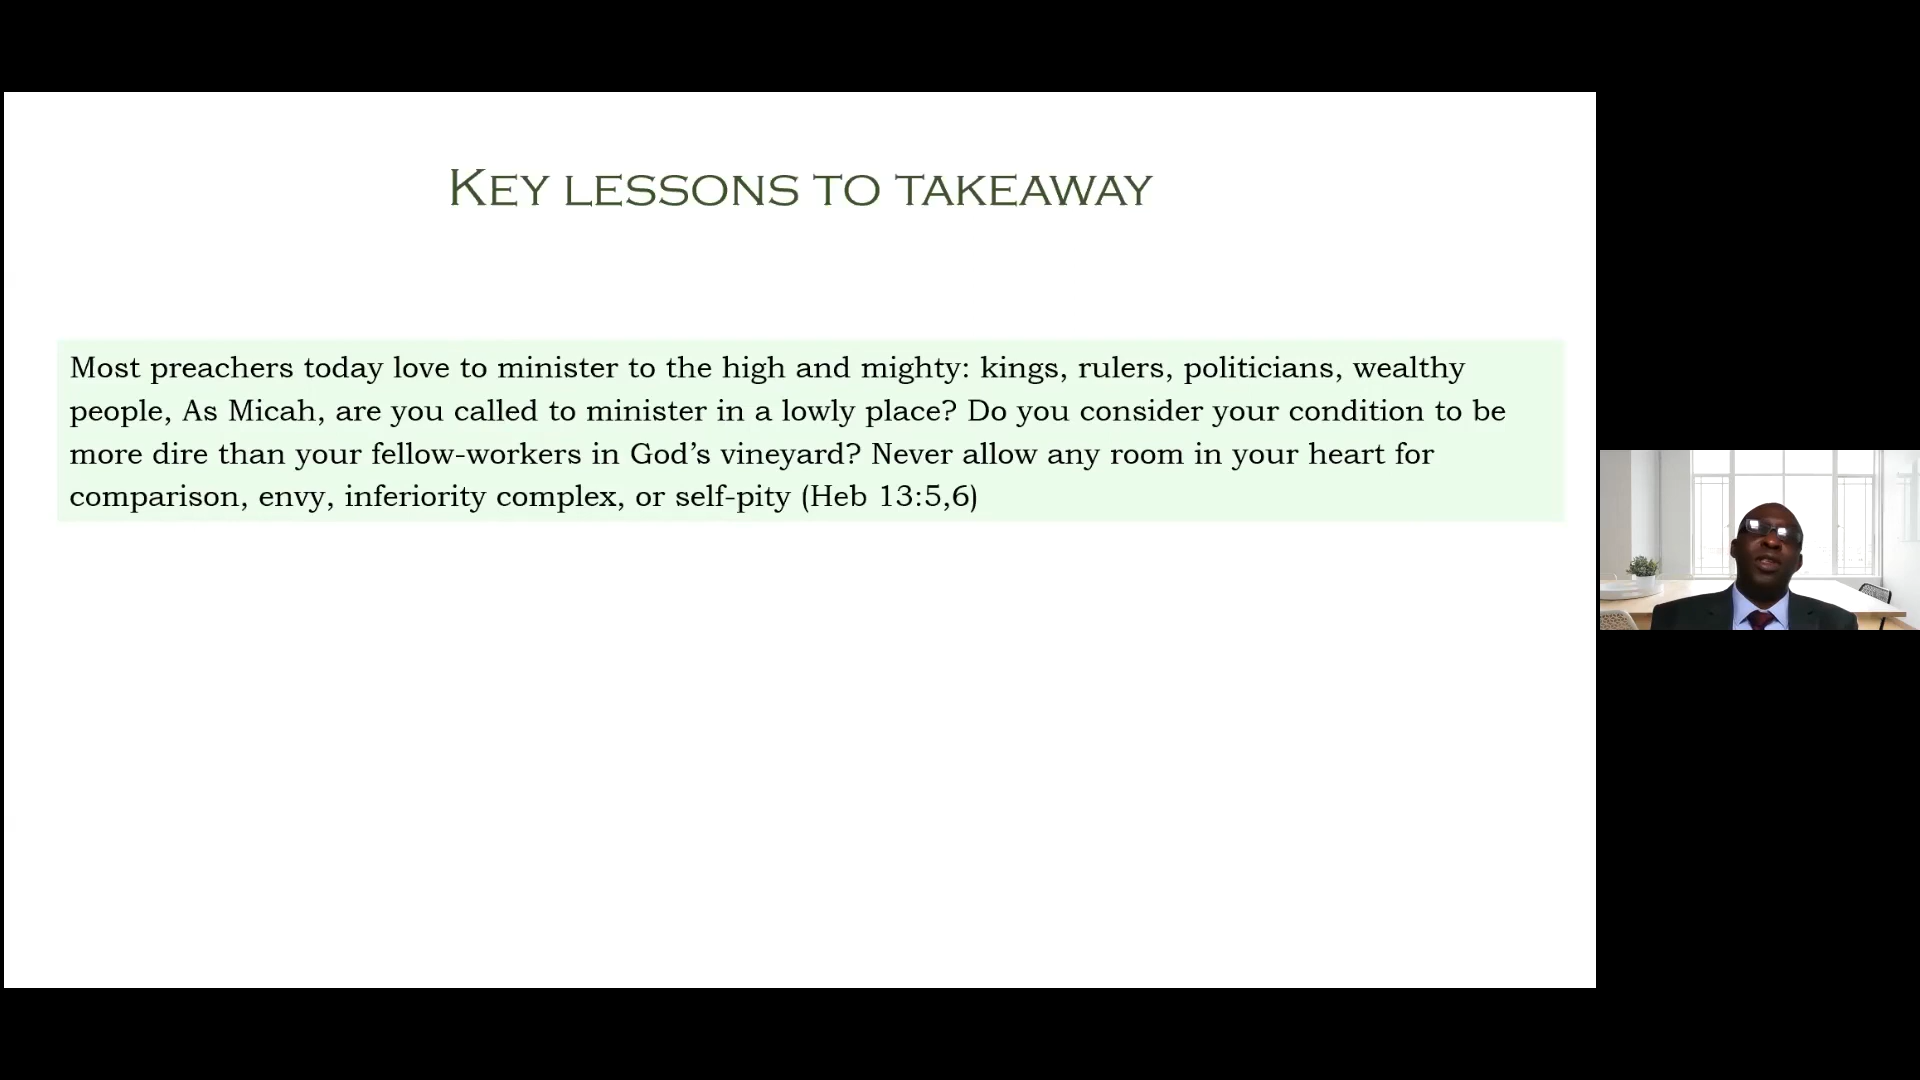 Key lessons to takeaway
Most preachers today love to minister to the high and mighty: kings, rulers, politicians, wealthy
people, As Micah, are you called to minister in a lowly place? Do you consider your condition to be
more dire than your fellow-workers in God’s vineyard? Never allow any room in your heart for
comparison, envy, inferiority complex, or self-pity (Heb 13:5,6)